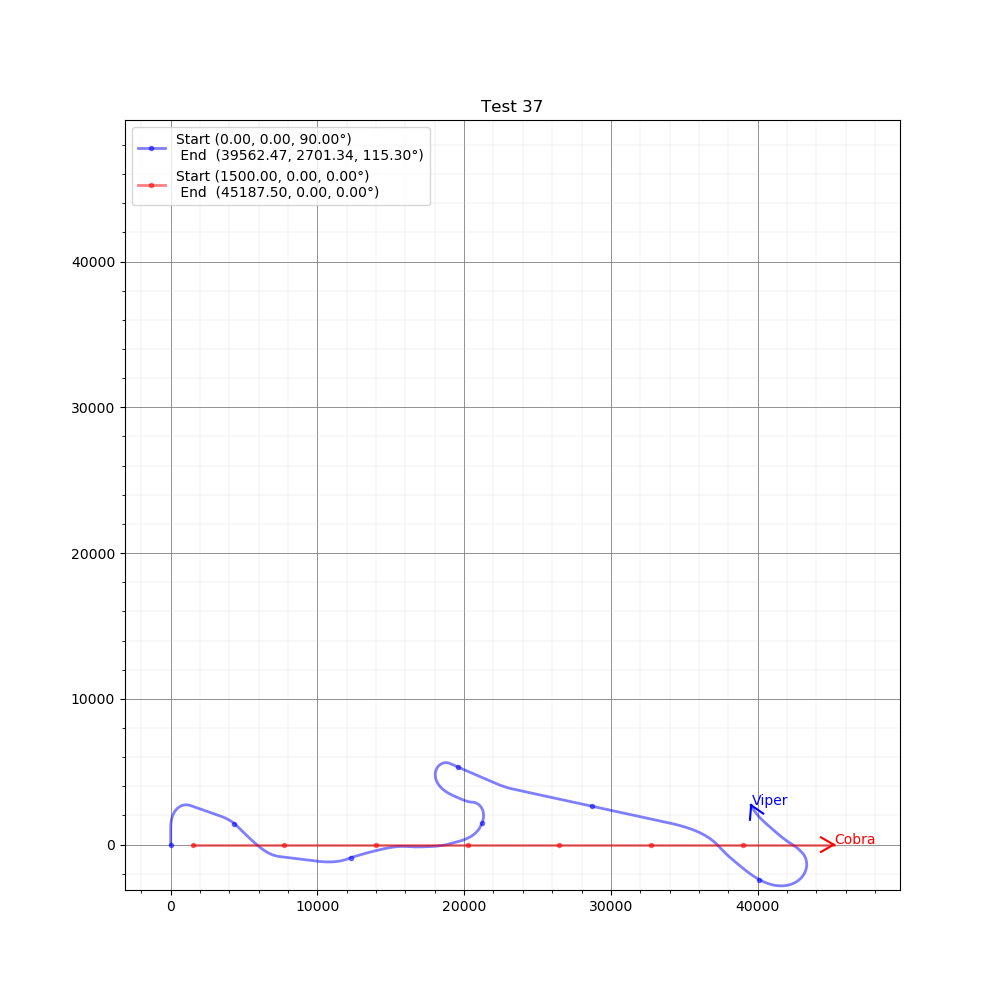 Test 37
Start (0.00, 0.00, 90.00°)
End (39562.47, 2701.34, 115.30°)
Start (1500.00, 0.00, 0.00°)
End (45187.50, 0.00, 0.00°)
40000
30000
20000
10000
0
Viper
Cobra
0
10000
20000
30000
40000